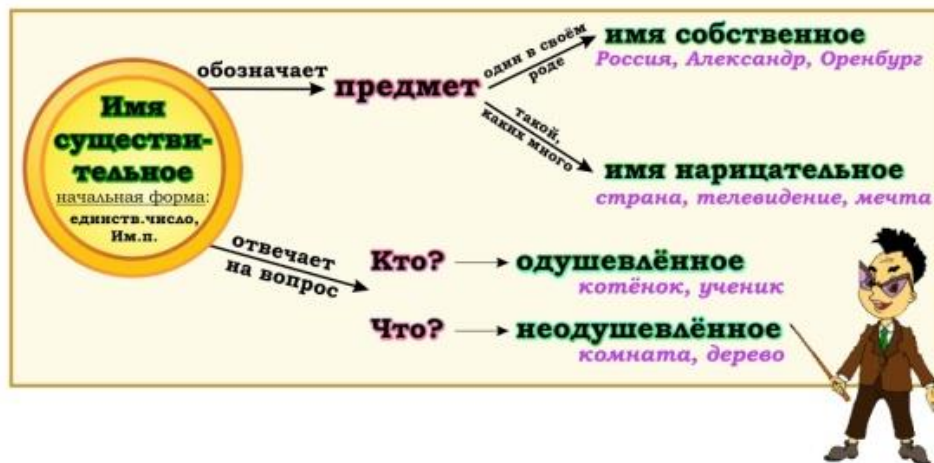 Имя
существи-
тельное
начальная форма:
единств.число,
Им.п.
обозначает
предмет
один в своём
роде
имя собственное
Россия, Александр, Оренбург
такой,
каких много
имя нарицательное
страна, телевидение, мечта
отвечает
на вопрос
Кто?
одушевлённое
котёнок, ученик
Что?
неодушевлённое
комната, дерево